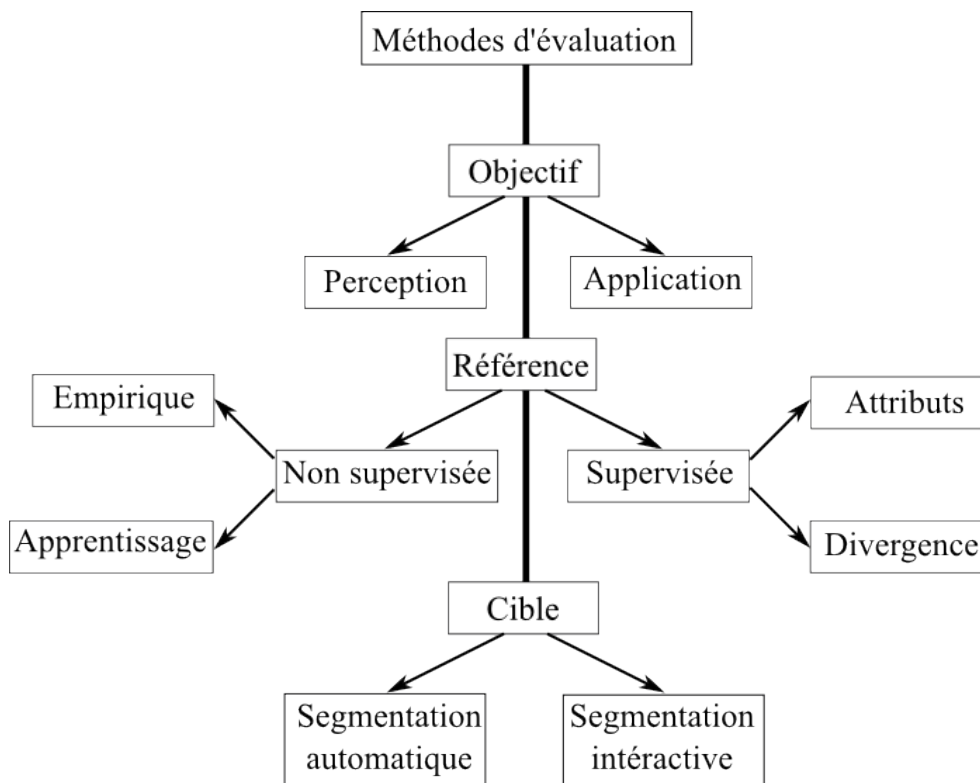 Méthodes d'évaluation
Objectif
Perception
Application
Référence
Empirique
Attributs
Non supervisée
Supervisée
Apprentissage
Divergence
Cible
Segmentation
automatique
Segmentation
intéractive